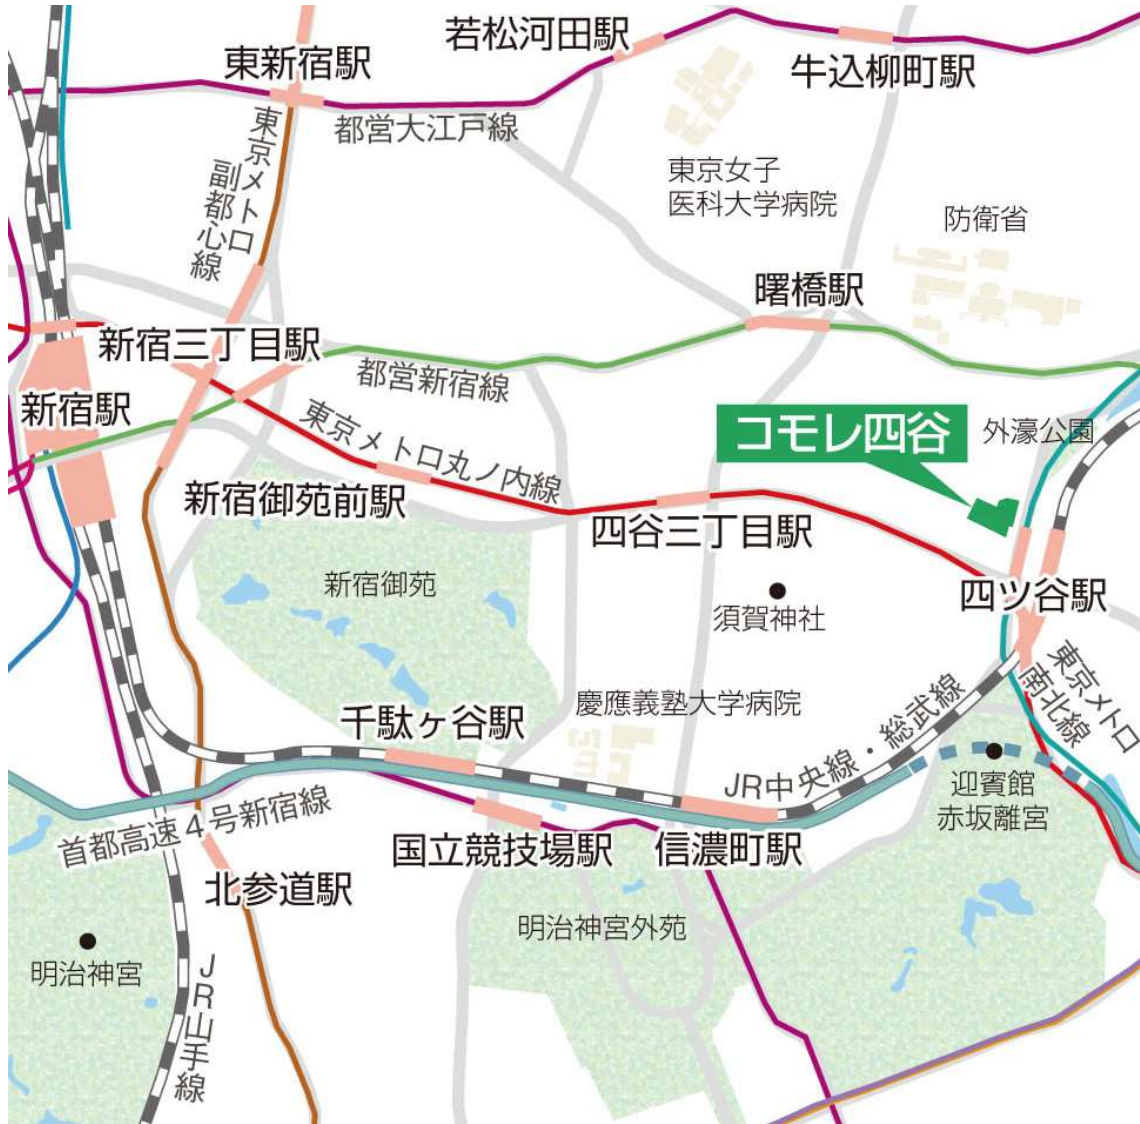 若松河田駅
東新宿駅
牛込柳町駅
都営大江戸線
東京メトロ
副都心線
東京女子
医科大学病院
防衛省
曙橋駅
新宿三丁目駅
都営新宿線
新宿駅
東京メトロ丸ノ内線
コモレ四谷
外濠公園
新宿御苑前駅
四谷三丁目駅
新宿御苑
須賀神社
四ツ谷駅
東京メトロ
南北線
慶應義塾大学病院
千駄ヶ谷駅
JR中央線・総武線
迎賓館
赤坂離宮
首都高速4号新宿線
国立競技場駅
信濃町駅
北参道駅
明治神宮外苑
明治神宮
JR山手線